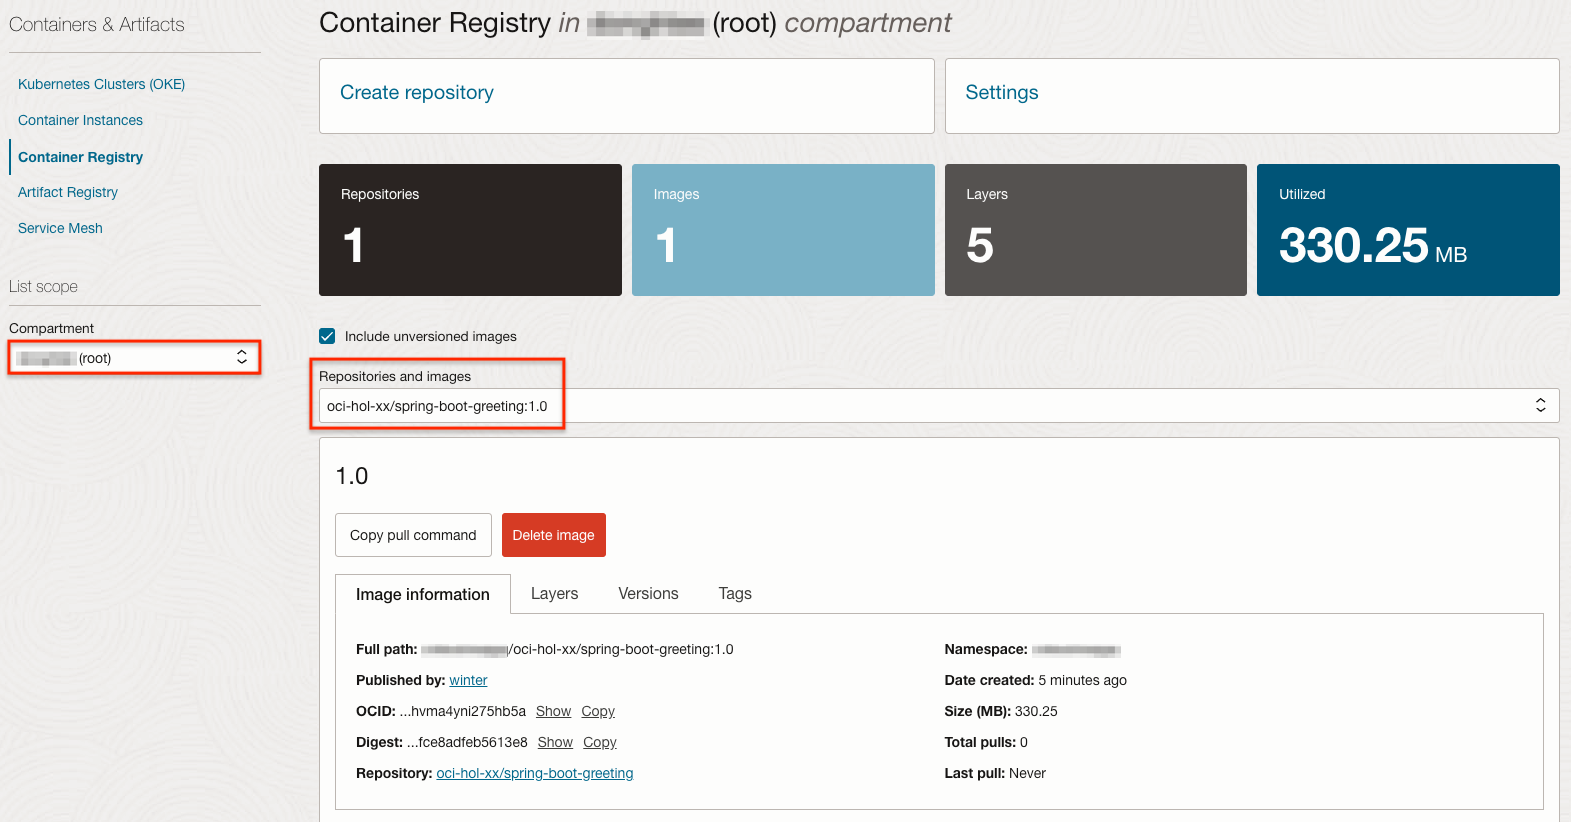 Containers & Artifacts
Kubernetes Clusters (OKE)
Container Instances
Container Registry
Artifact Registry
Service Mesh
List scope
Compartment
(root)
Container Registry in (root) compartment
Create repository
Settings
Repositories
1
Images
1
Layers
5
Utilized
330.25 MB
Include unversioned images
Repositories and images
oci-hol-xx/spring-boot-greeting:1.0
1.0
Copy pull command
Delete image
Image information
Layers
Versions
Tags
Full path: /oci-hol-xx/spring-boot-greeting:1.0
Published by: winter
OCID: ...hvma4yni275hb5a Show Copy
Digest: ...fce8adfeb5613e8 Show Copy
Repository: oci-hol-xx/spring-boot-greeting
Namespace:
Date created: 5 minutes ago
Size (MB): 330.25
Total pulls: 0
Last pull: Never